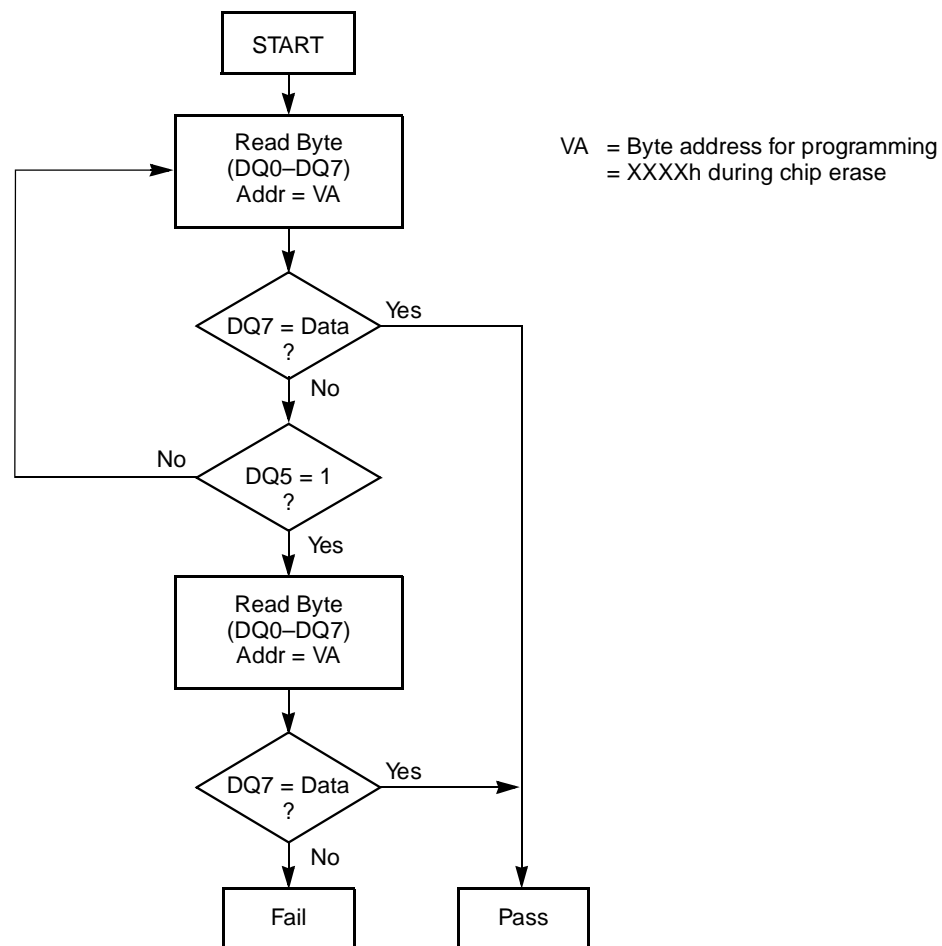 START
Read Byte
(DQ0–DQ7)
Addr = VA
VA = Byte address for programming
= XXXXh during chip erase
DQ7 = Data
?
Yes
No
DQ5 = 1
?
No
Yes
Read Byte
(DQ0–DQ7)
Addr = VA
DQ7 = Data
?
Yes
No
Fail
Pass